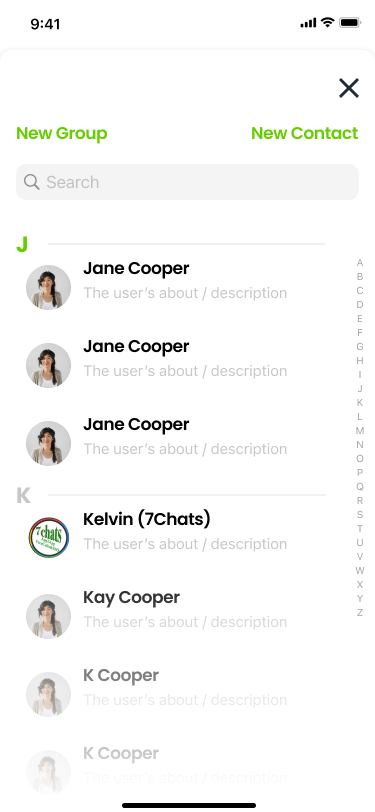 9:41
New Group
New Contact
Search
J
Jane Cooper
The user's about / description
Jane Cooper
The user's about / description
Jane Cooper
The user's about / description
K
Kelvin (7Chats)
7chats
The user's about / description
Kay Cooper
The user's about / description
K Cooper
The user's about / description
K Cooper
The user's about / description
A
B
C
D
E
F
G
H
I
J
K
L
M
N
O
P
Q
R
S
T
U
V
W
X
Y
Z